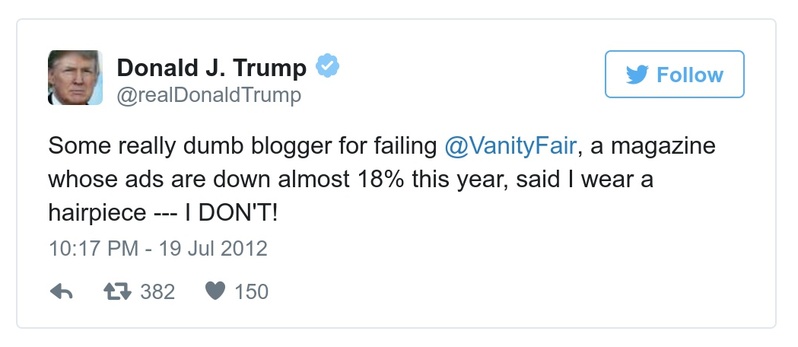 Donald J. Trump
@realDonaldTrump
Follow
Some really dumb blogger for failing @VanityFair, a magazine
whose ads are down almost 18% this year, said I wear a
hairpiece --- I DON'T!
10:17 PM - 19 Jul 2012
382 150